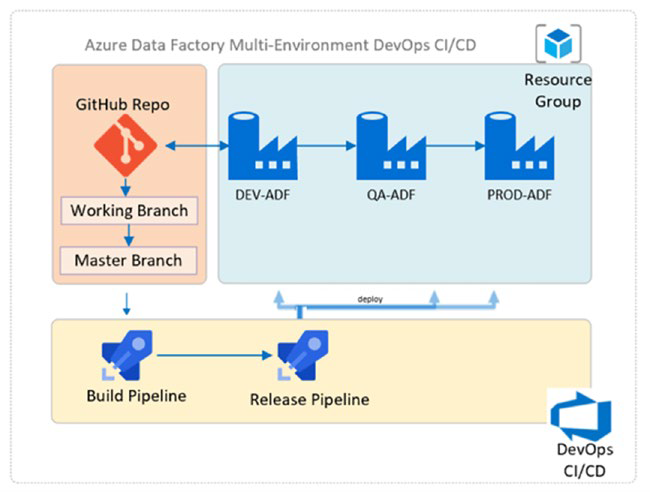 Azure Data Factory Multi-Environment DevOps CI/CD
Resource
Group
GitHub Repo
DEV-ADF
QA-ADF
PROD-ADF
Working Branch
Master Branch
deploy
Build Pipeline
Release Pipeline
DevOps
CI/CD